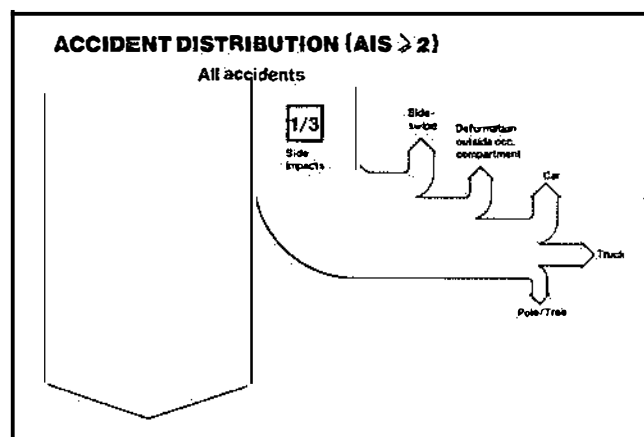 ACCIDENT DISTRIBUTION (AIS ⩾ 2)
All accidents
1/3
Side
impacts
Side-
swipe
Deformation
outside occ.
compartment
Car
Truck
Pole/Tree